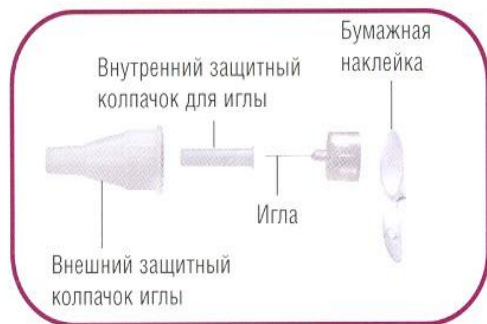 Бумажная
наклейка
Внутренний защитный
колпачок для иглы
Игла
Внешний защитный
колпачок иглы